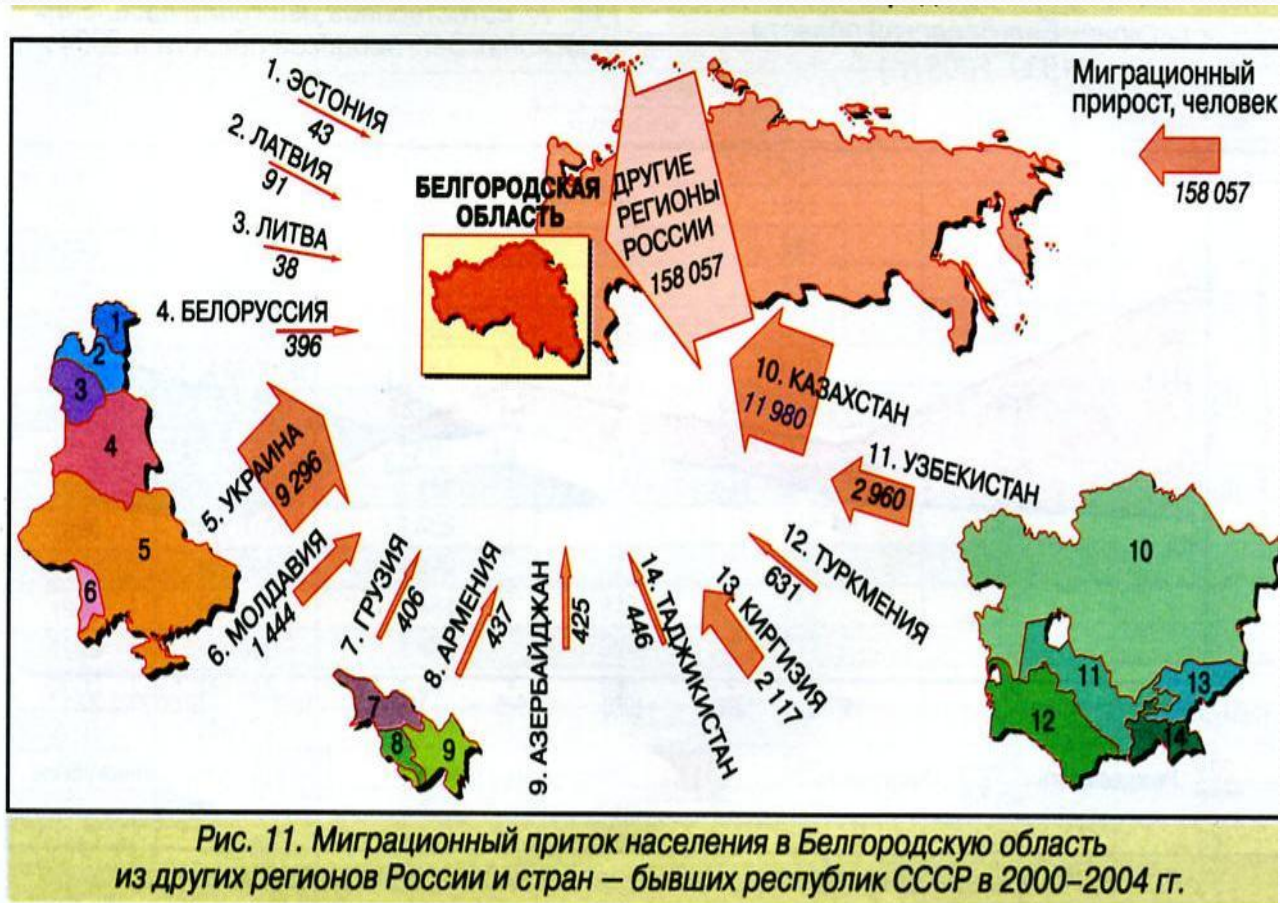 1. ЭСТОНИЯ
43
2. ЛАТВИЯ
91
3. ЛИТВА
38
4. БЕЛОРУССИЯ
396
5. УКРАИНА
9 296
6. МОЛДАВИЯ
1 444
7. ГРУЗИЯ
406
8. АРМЕНИЯ
437
9. АЗЕРБАЙДЖАН
425
14. ТАДЖИКИСТАН
446
13. КИРГИЗИЯ
2 117
12. ТУРКМЕНИЯ
631
11. УЗБЕКИСТАН
2 960
10. КАЗАХСТАН
11 980
БЕЛГОРОДСКАЯ
ОБЛАСТЬ
ДРУГИЕ
РЕГИОНЫ
РОССИИ
158 057
Миграционный
прирост, человек
158 057
1
2
3
4
5
6
7
8
9
10
11
12
13
14
Рис. 11. Миграционный приток населения в Белгородскую область
из других регионов России и стран — бывших республик СССР в 2000–2004 гг.